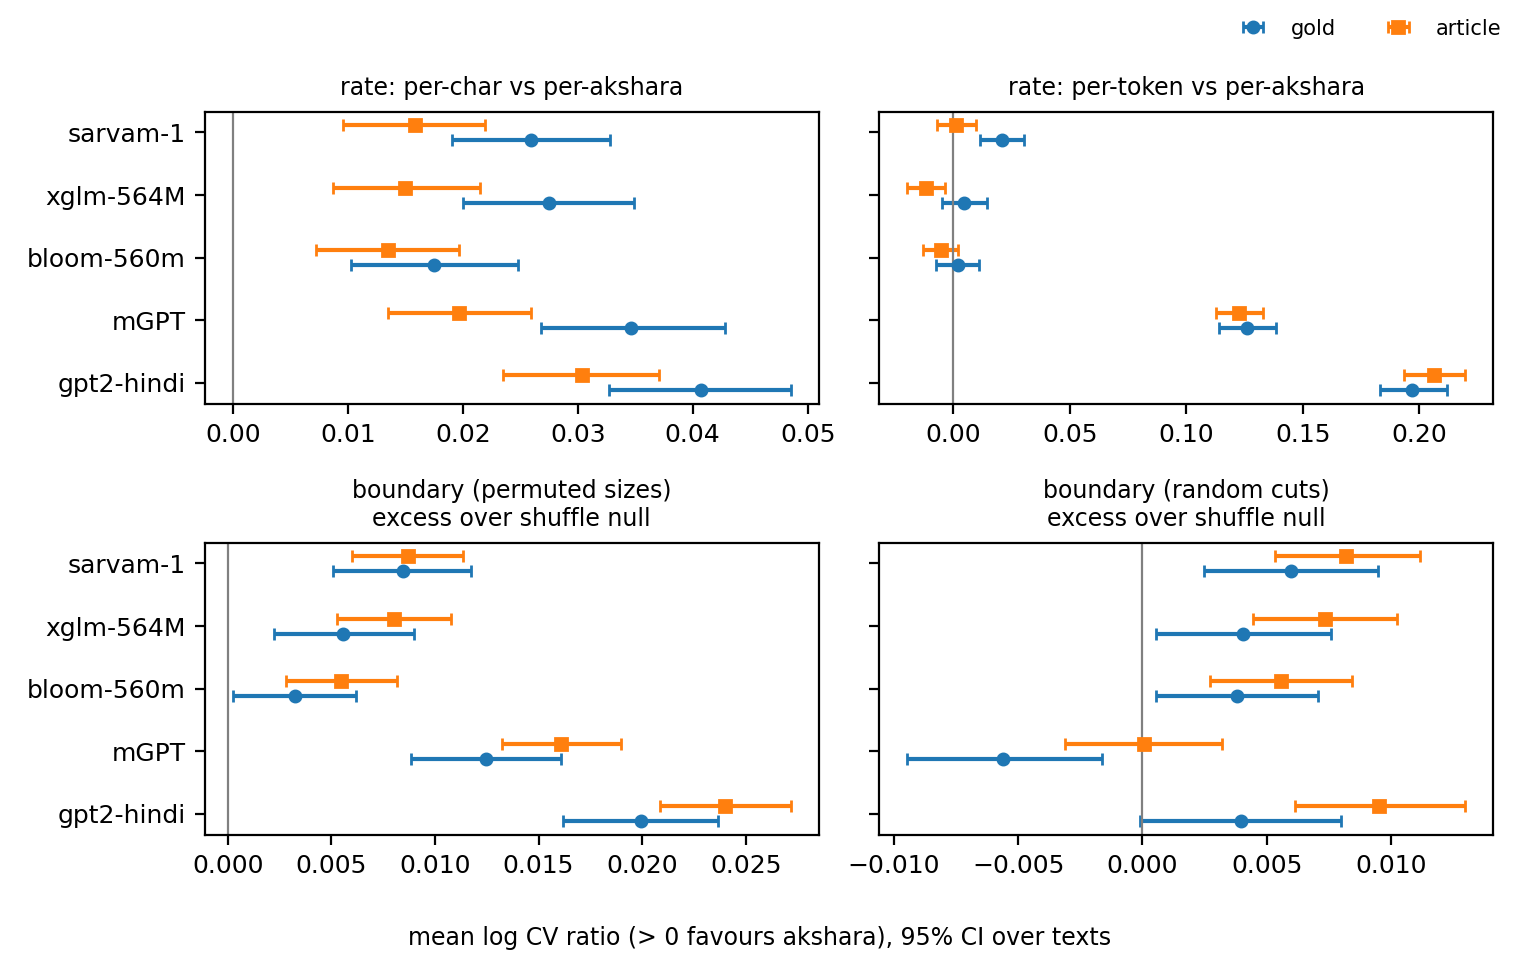 gold article
rate: per-char vs per-akshara
sarvam-1
xglm-564M
bloom-560m
mGPT
gpt2-hindi
0.00 0.01 0.02 0.03 0.04 0.05
rate: per-token vs per-akshara
0.00 0.05 0.10 0.15 0.20
boundary (permuted sizes)
excess over shuffle null
sarvam-1
xglm-564M
bloom-560m
mGPT
gpt2-hindi
0.000 0.005 0.010 0.015 0.020 0.025
boundary (random cuts)
excess over shuffle null
−0.010 −0.005 0.000 0.005 0.010
mean log CV ratio (> 0 favours akshara), 95% CI over texts